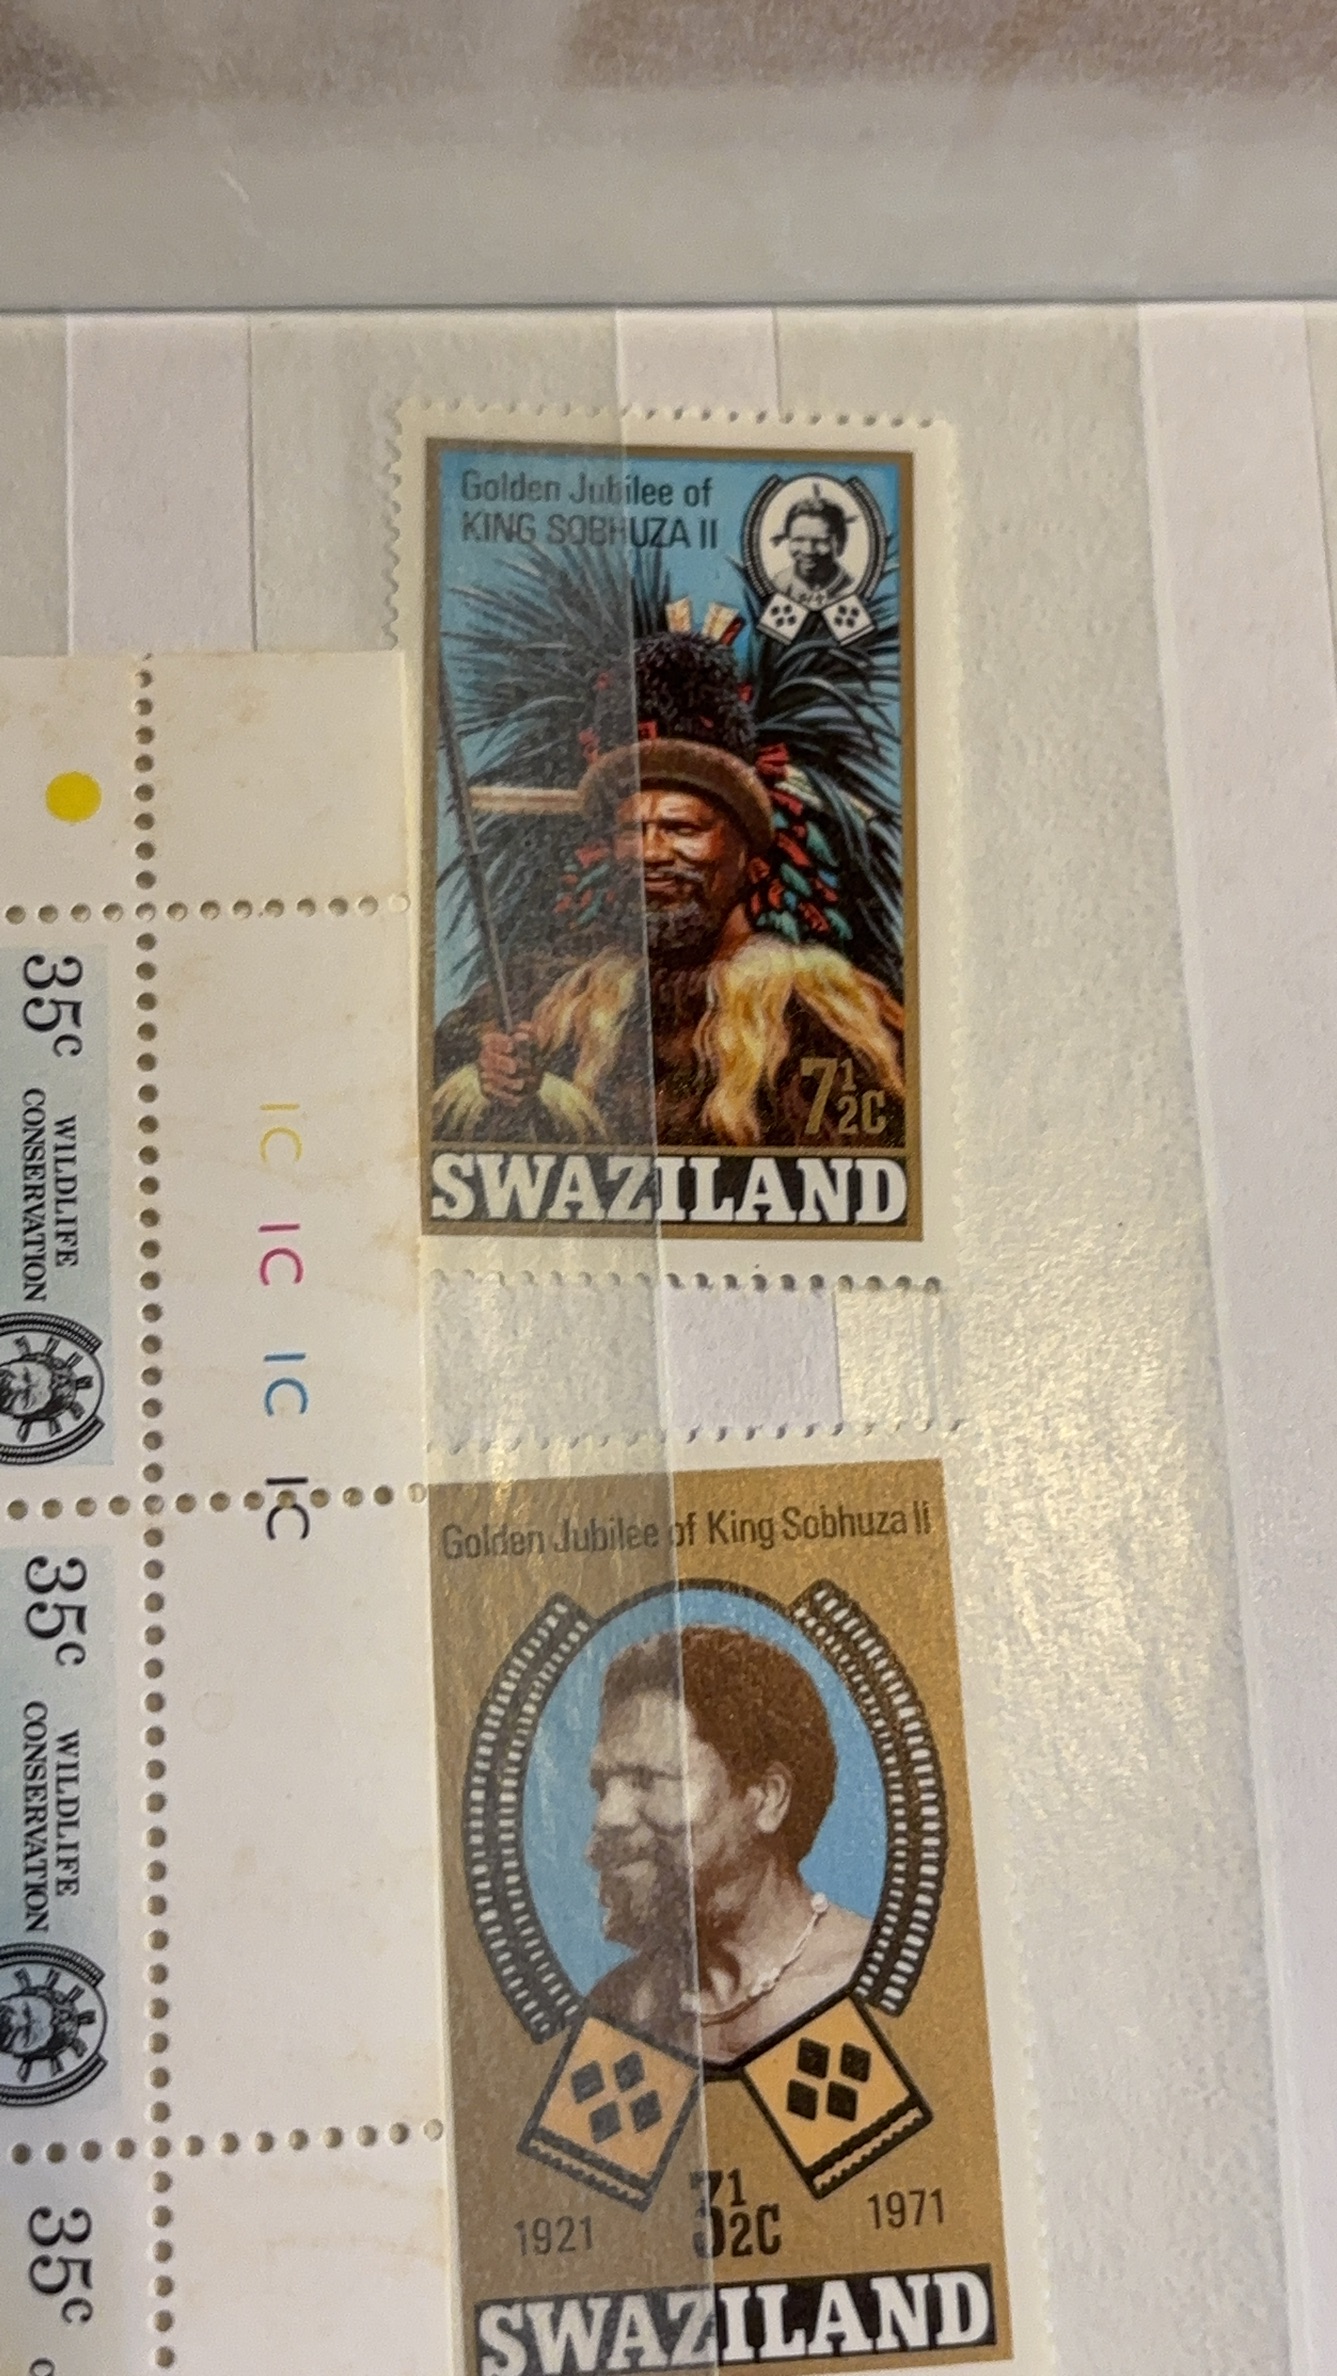 Golden Jubilee of
KING SOBHUZA II
7½C
SWAZILAND
35c
WILDLIFE
CONSERVATION
1C 1C 1C 1C
35c
WILDLIFE
CONSERVATION
35c
Golden Jubilee of King Sobhuza II
1921
3½C
1971
SWAZILAND